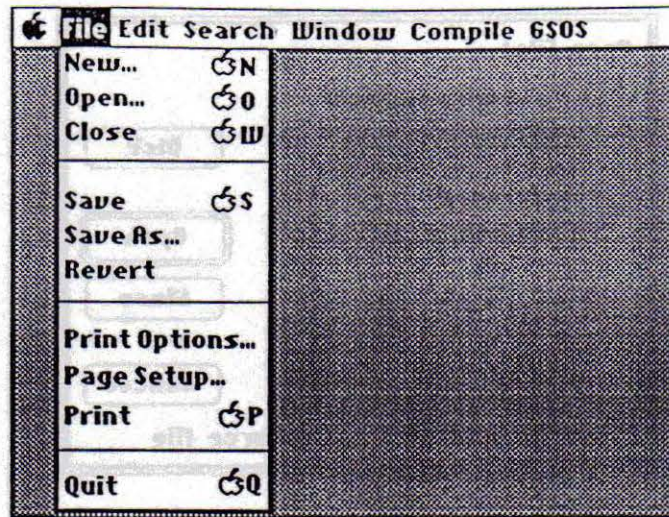 File Edit Search Window Compile GSOS
New... N
Open... O
Close W
Save S
Save As...
Revert
Print Options...
Page Setup...
Print P
Quit Q